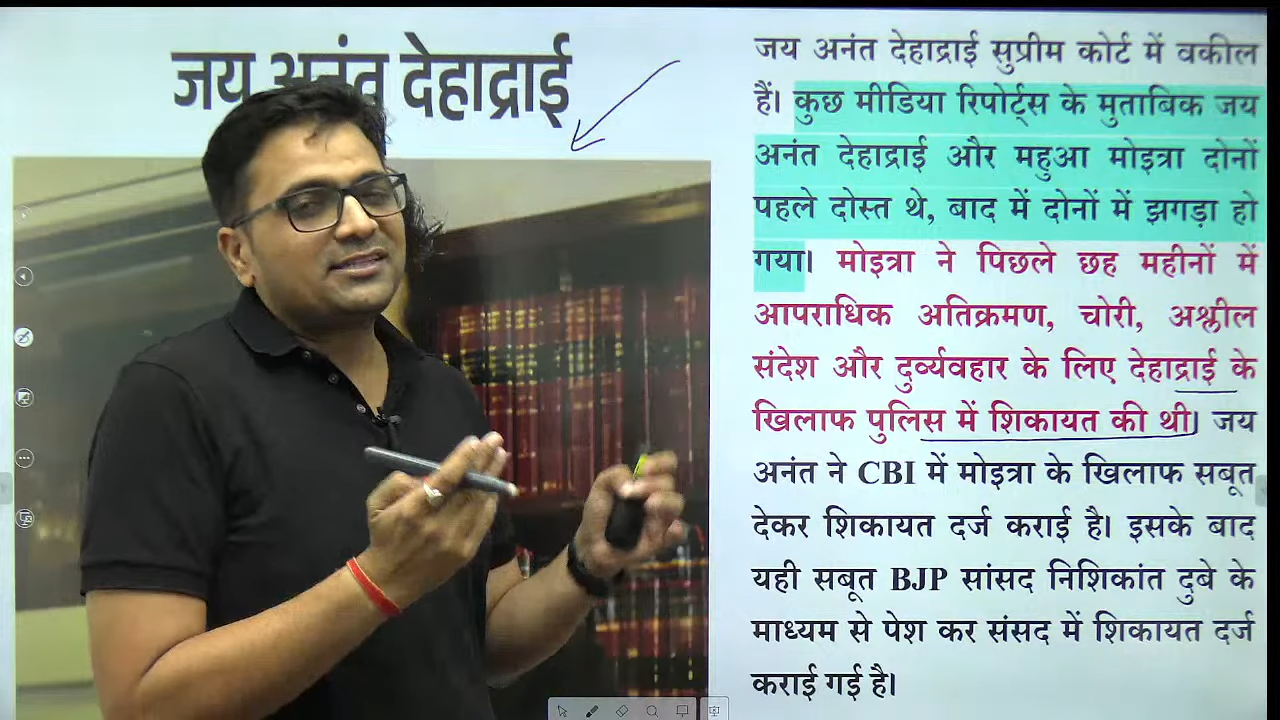 जय अनंत देहाद्राई
जय अनंत देहाद्राई सुप्रीम कोर्ट में वकील
हैं। कुछ मीडिया रिपोर्ट्स के मुताबिक जय
अनंत देहाद्राई और महुआ मोइत्रा दोनों
पहले दोस्त थे, बाद में दोनों में झगड़ा हो
गया। मोइत्रा ने पिछले छह महीनों में
आपराधिक अतिक्रमण, चोरी, अश्लील
संदेश और दुर्व्यवहार के लिए देहाद्राई के
खिलाफ पुलिस में शिकायत की थी। जय
अनंत ने CBI में मोइत्रा के खिलाफ सबूत
देकर शिकायत दर्ज कराई है। इसके बाद
यही सबूत BJP सांसद निशिकांत दुबे के
माध्यम से पेश कर संसद में शिकायत दर्ज
कराई गई है।